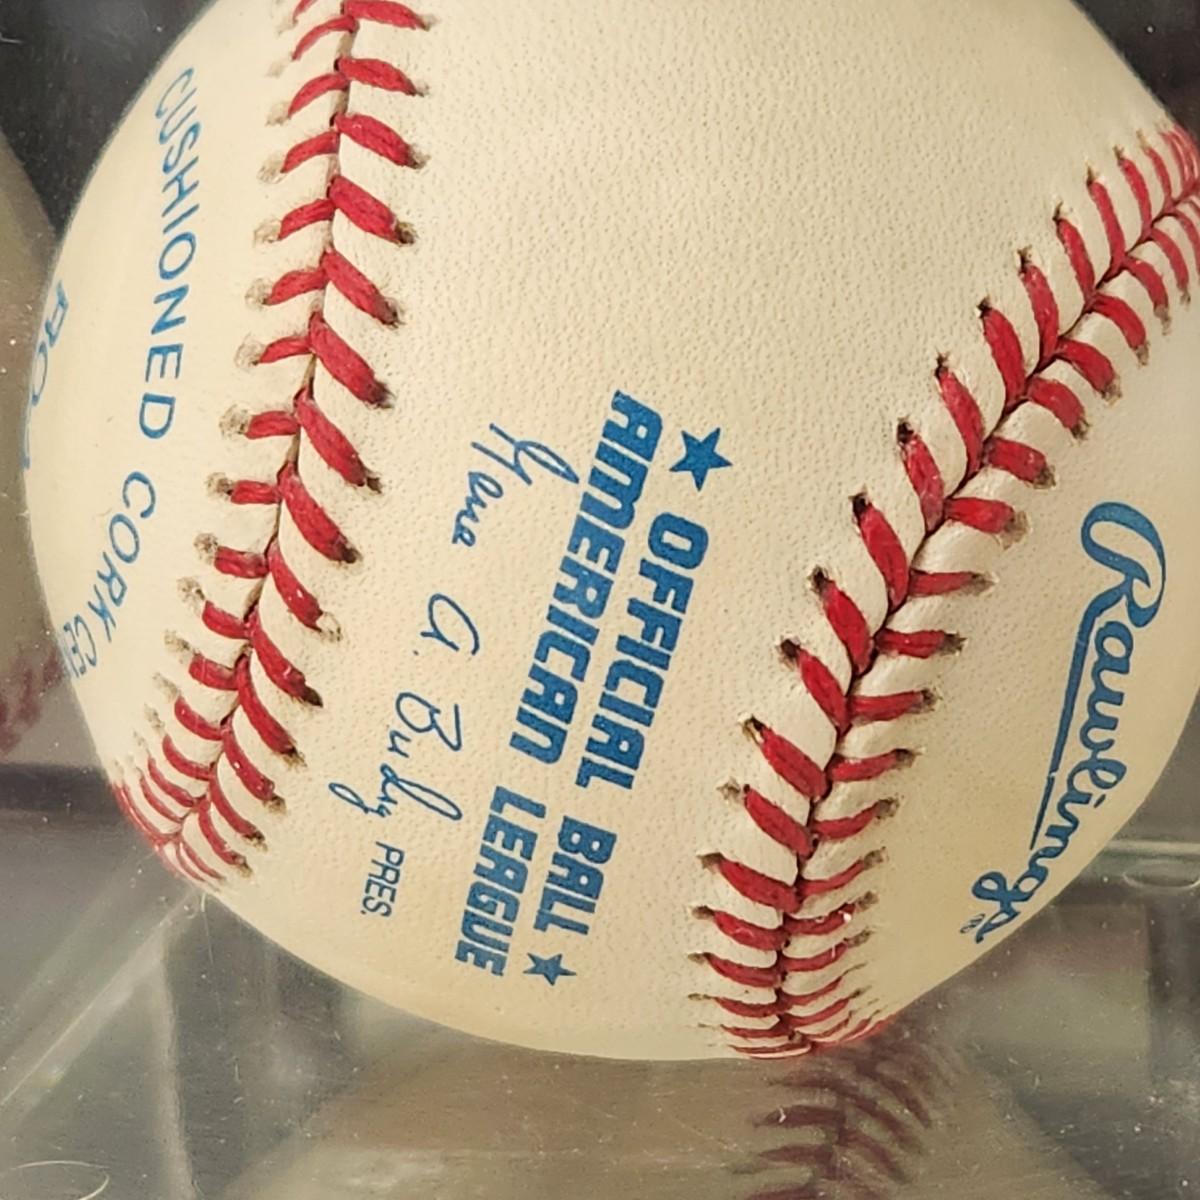 ★ OFFICIAL BALL ★
AMERICAN LEAGUE
Gene A. Budig PRES.
Rawlings
CUSHIONED CORK